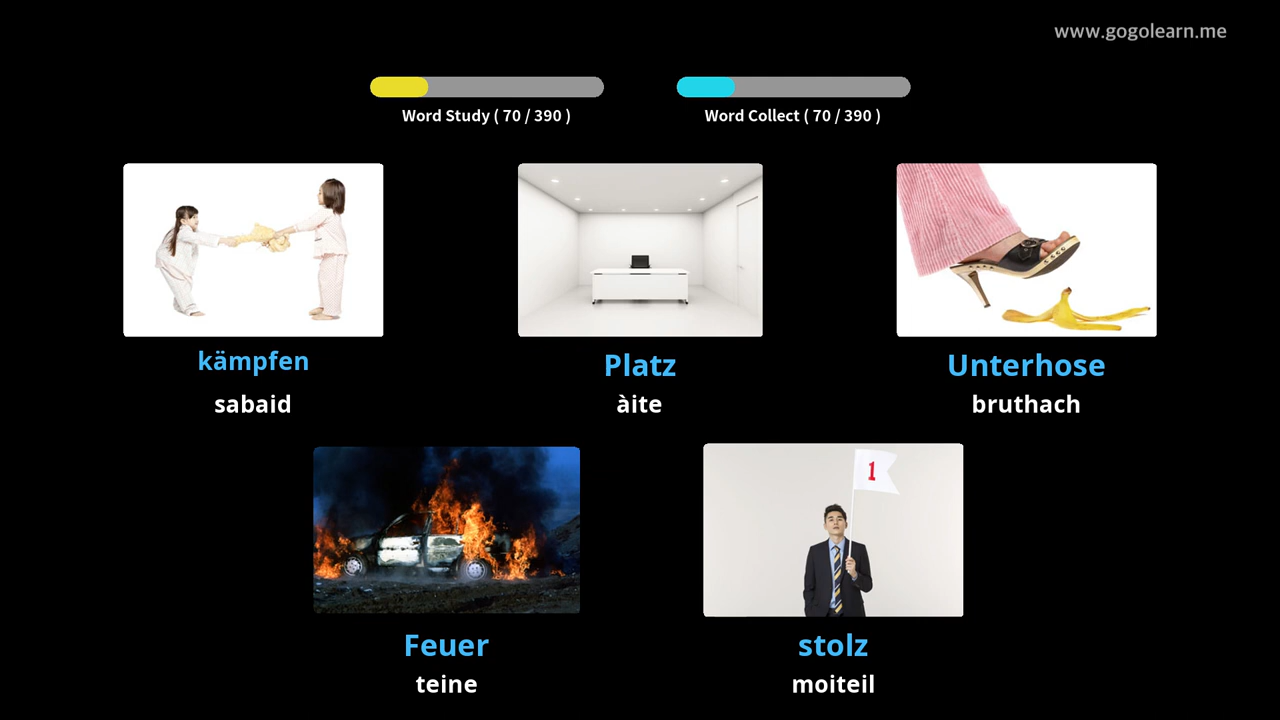 www.gogolearn.me
Word Study ( 70 / 390 )
Word Collect ( 70 / 390 )
kämpfen
sabaid
Platz
àite
Unterhose
bruthach
1
Feuer
teine
stolz
moiteil